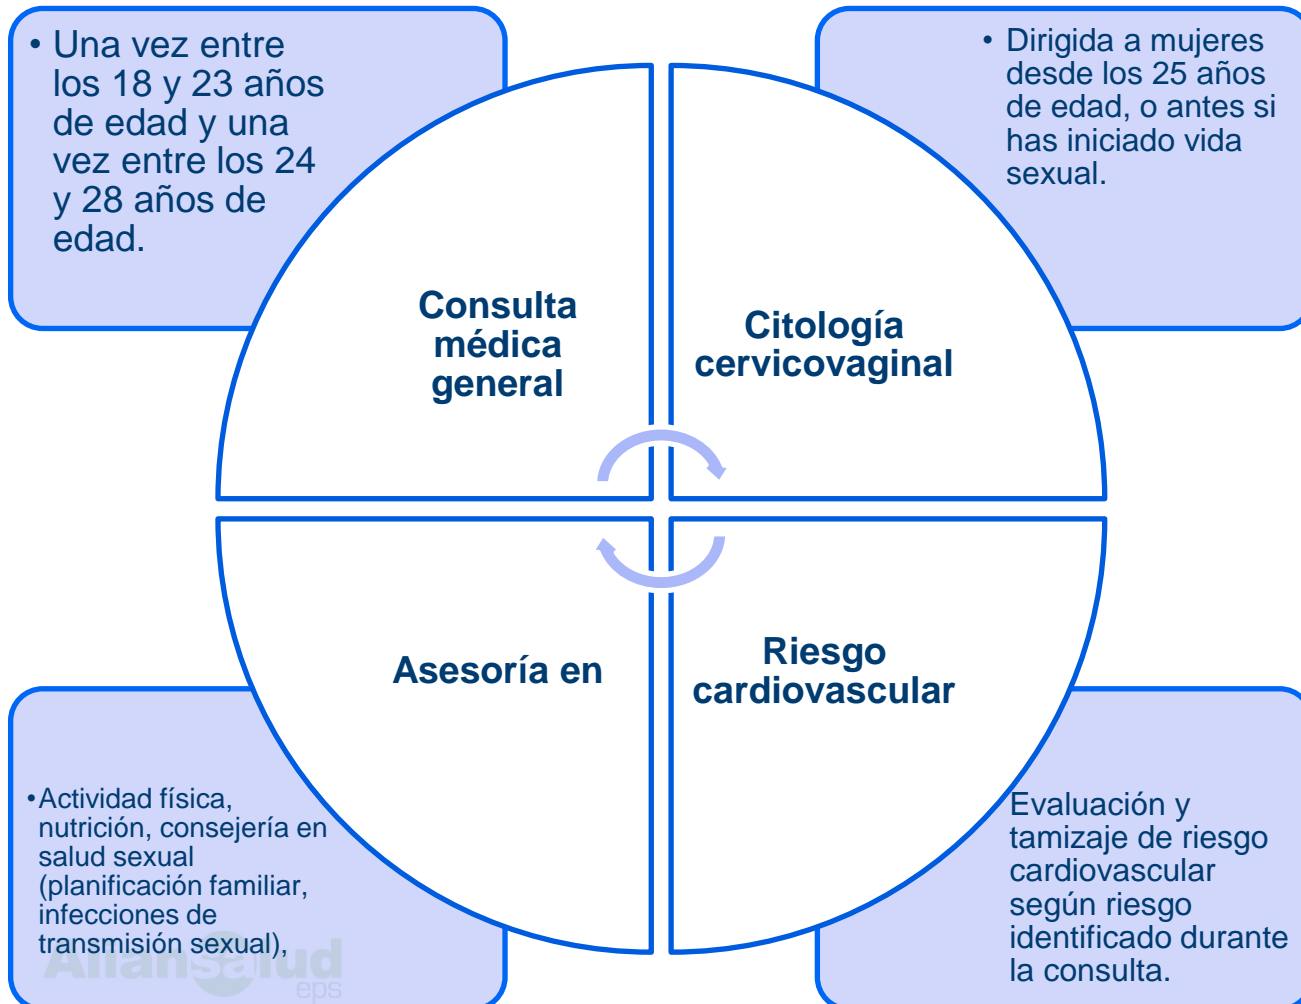 • Una vez entre
los 18 y 23 años
de edad y una
vez entre los 24
y 28 años de
edad.
• Dirigida a mujeres
desde los 25 años
de edad, o antes si
has iniciado vida
sexual.
Consulta
médica
general
Citología
cervicovaginal
Asesoría en
Riesgo
cardiovascular
•Actividad física,
nutrición, consejería en
salud sexual
(planificación familiar,
infecciones de
transmisión sexual),
Evaluación y
tamizaje de riesgo
cardiovascular
según riesgo
identificado durante
la consulta.
Aliansalud
eps